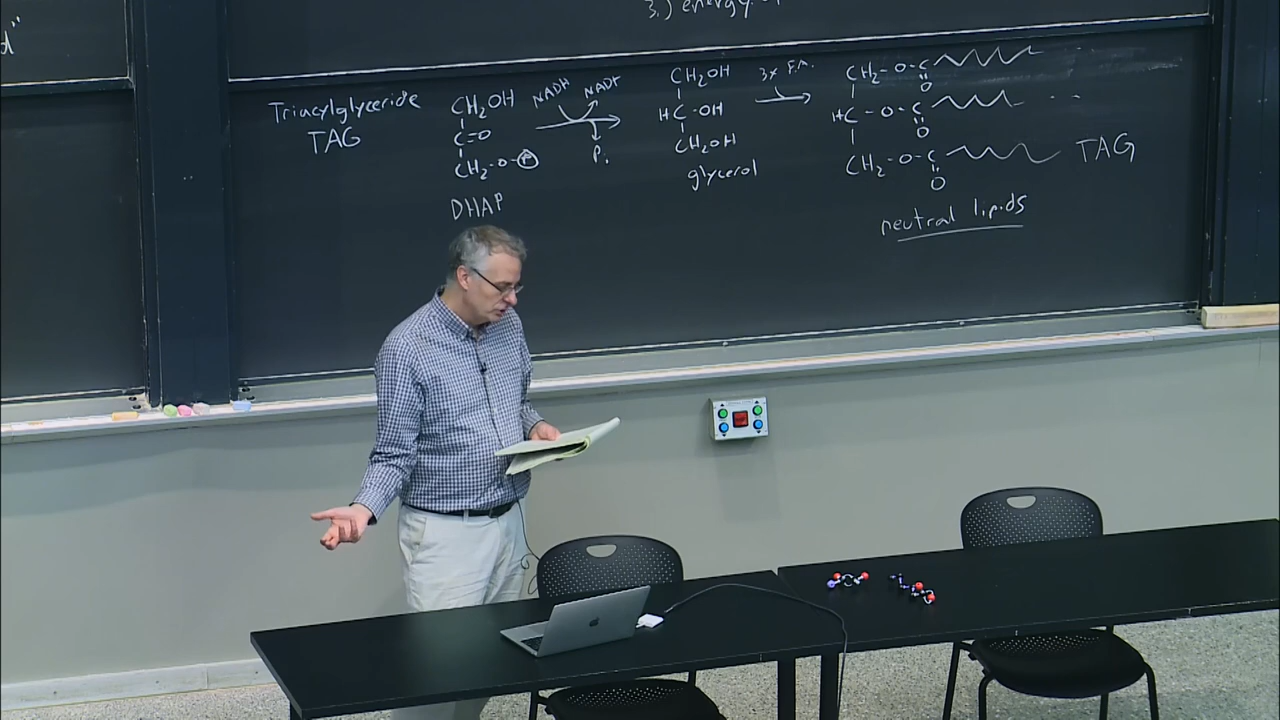 d"
3.) energy
Triacylglyceride
TAG
CH₂OH
C=O
CH₂-O-P
DHAP
NADH NAD+
Pi
CH₂OH
HC-OH
CH₂OH
glycerol
3x F.A.
CH₂-O-C
O
HC-O-C
O
CH₂-O-C
O
TAG
neutral lipids